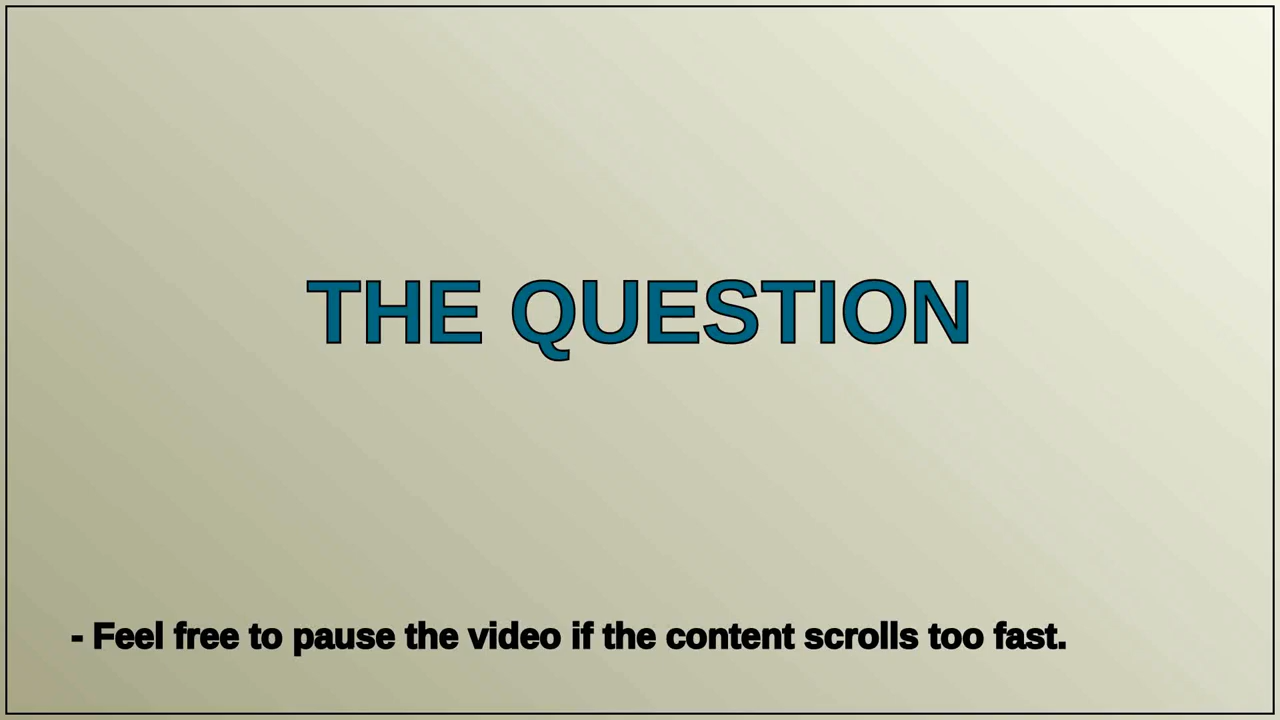 THE QUESTION
- Feel free to pause the video if the content scrolls too fast.